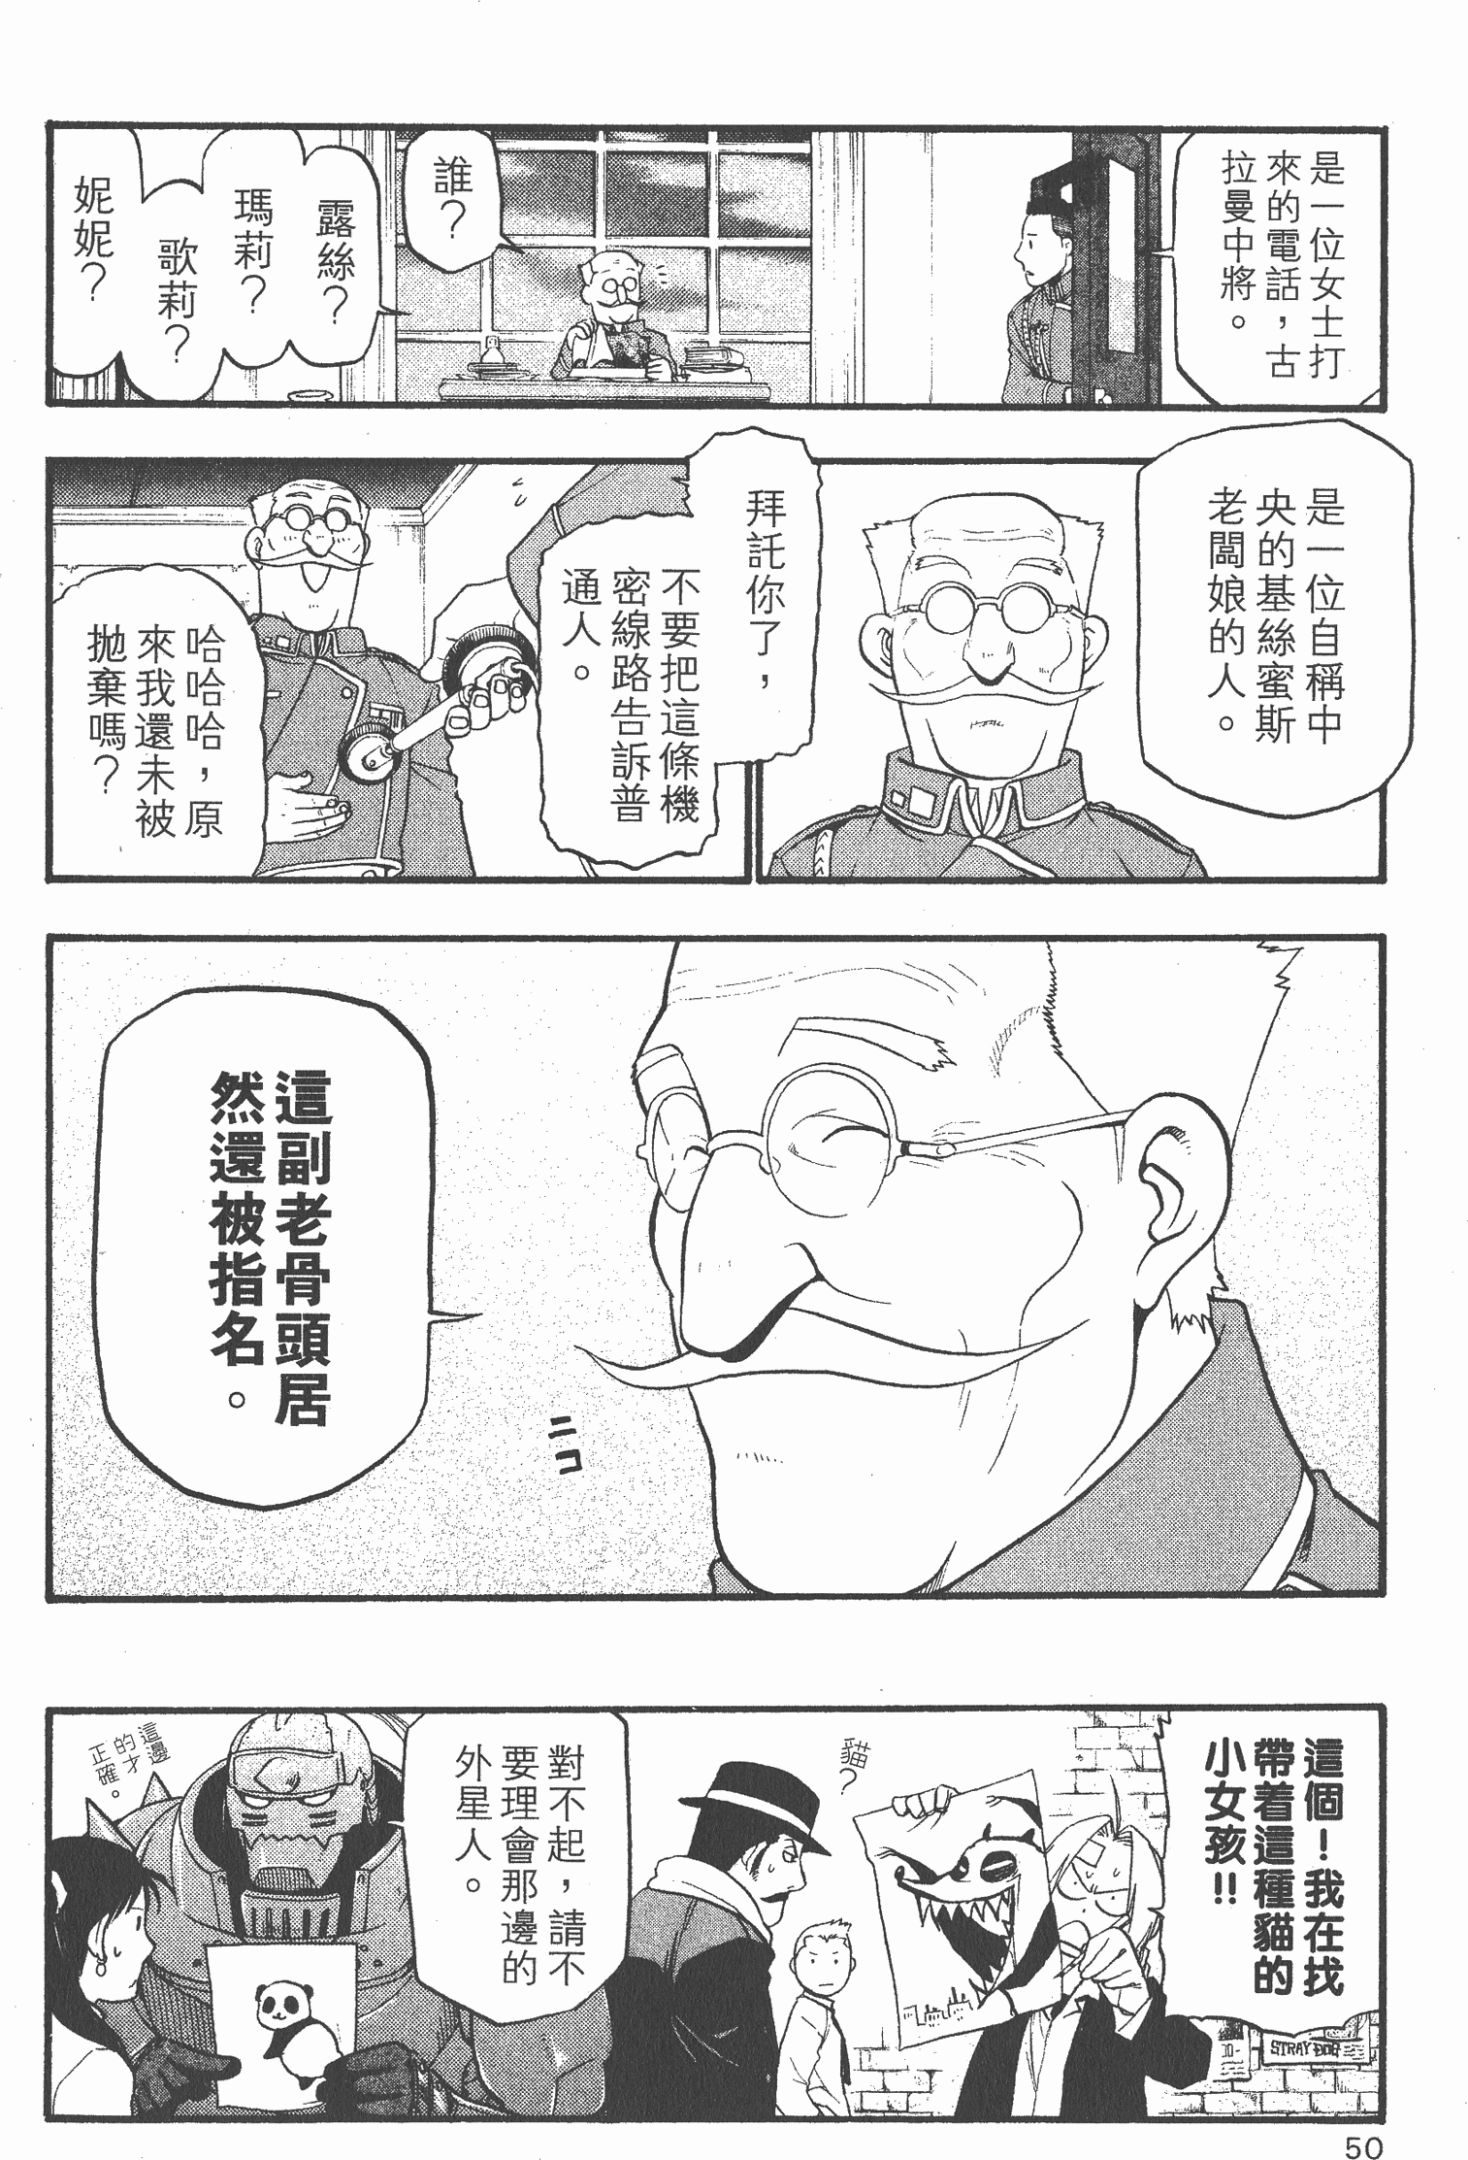 是一位女士打
來的電話，古
拉曼中將。
誰？
露絲？
瑪莉？
歌莉？
妮妮？
是一位自稱中
央的基絲蜜斯
老闆娘的人。
拜託你了，
不要把這條機
密線路告訴普
通人。
哈哈哈，原
來我還未被
拋棄嗎？
這副老骨頭居
然還被指名。
ニコ
這個！我在找
帶着這種貓的
小女孩!!
貓？
STRAY DOG
對不起，請不
要理會那邊的
外星人。
這邊
的才
正確。
50